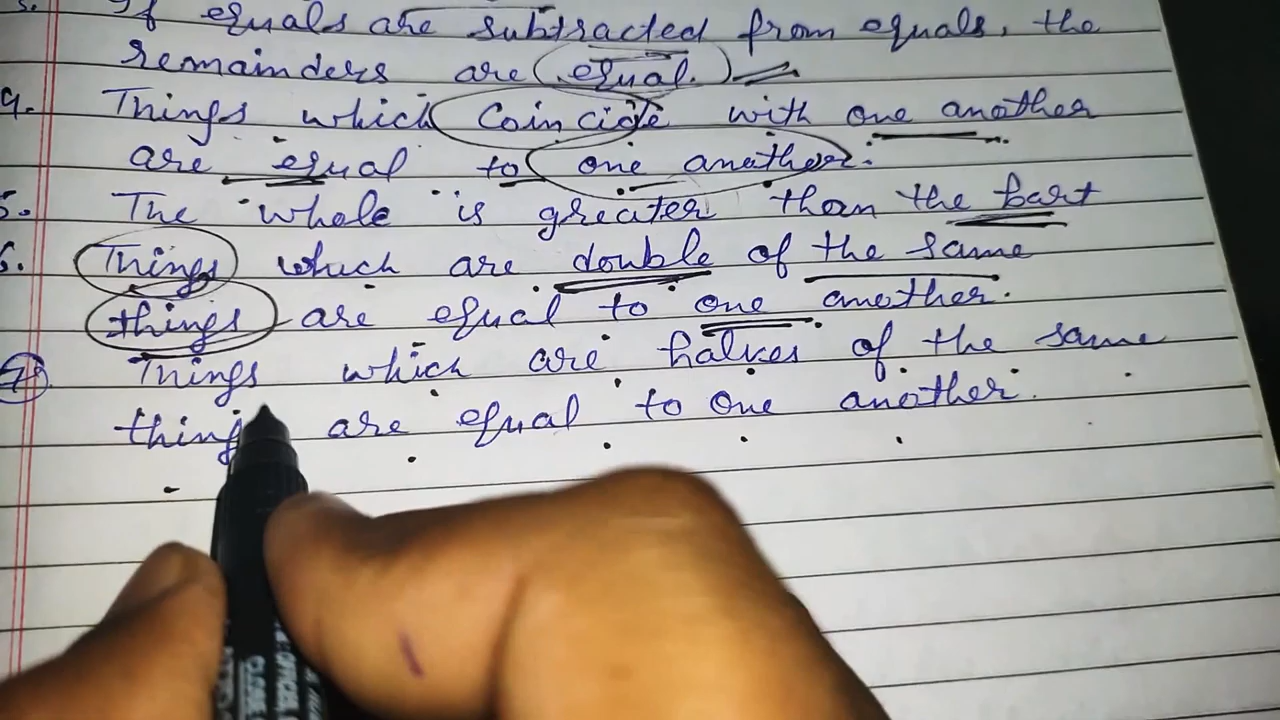 3. If equals are subtracted from equals, the
remainders are equal.
4. Things which Coincide with one another
are equal to one another.
5. The whole is greater than the part
6. Things which are double of the same
things are equal to one another.
7 Things which are halves of the same
thing are equal to one another.